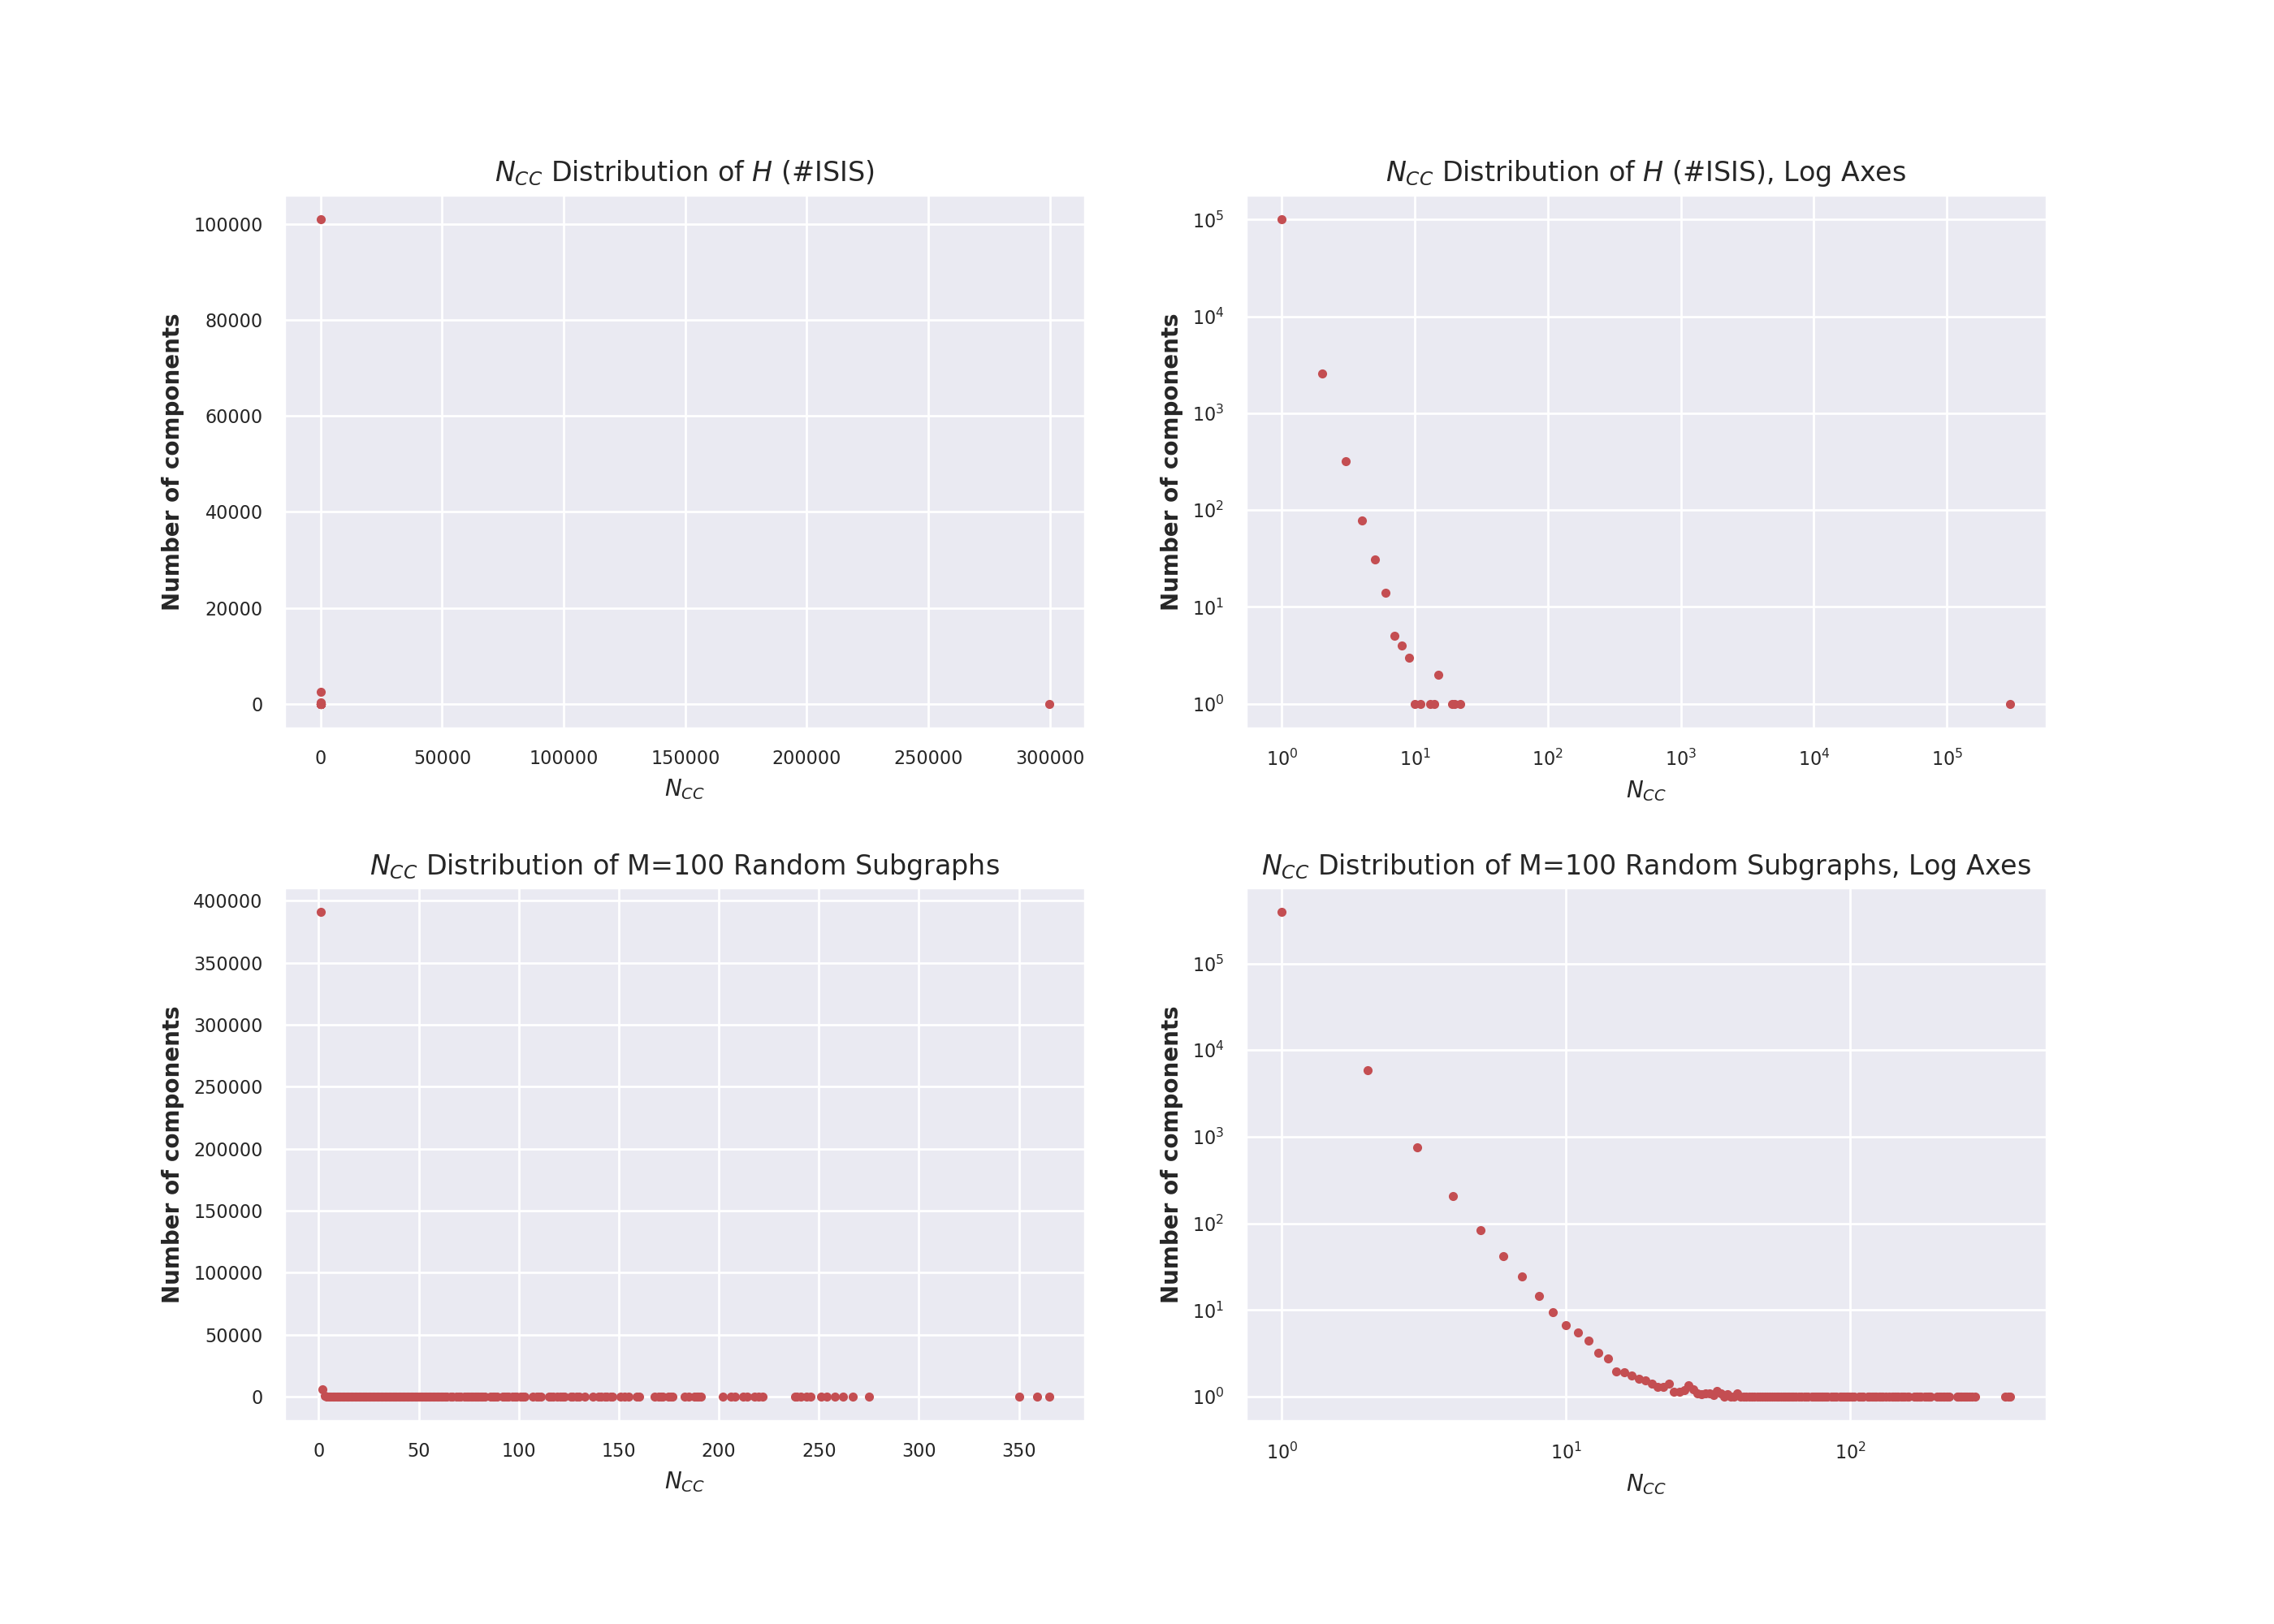 N_CC Distribution of H (#ISIS)
Number of components
100000
80000
60000
40000
20000
0
0 50000 100000 150000 200000 250000 300000
N_CC
N_CC Distribution of H (#ISIS), Log Axes
Number of components
10^5
10^4
10^3
10^2
10^1
10^0
10^0 10^1 10^2 10^3 10^4 10^5
N_CC
N_CC Distribution of M=100 Random Subgraphs
Number of components
400000
350000
300000
250000
200000
150000
100000
50000
0
0 50 100 150 200 250 300 350
N_CC
N_CC Distribution of M=100 Random Subgraphs, Log Axes
Number of components
10^5
10^4
10^3
10^2
10^1
10^0
10^0 10^1 10^2
N_CC